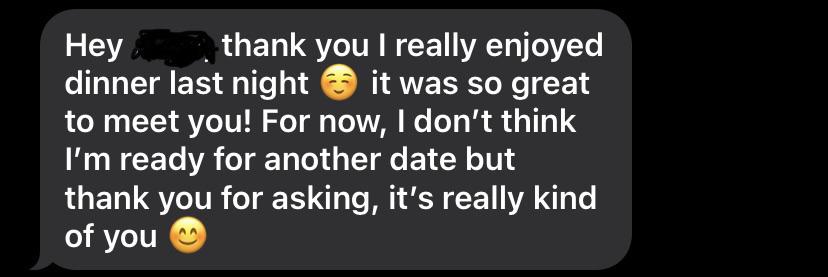 Hey thank you I really enjoyed
dinner last night ☺️ it was so great
to meet you! For now, I don’t think
I’m ready for another date but
thank you for asking, it’s really kind
of you 😊